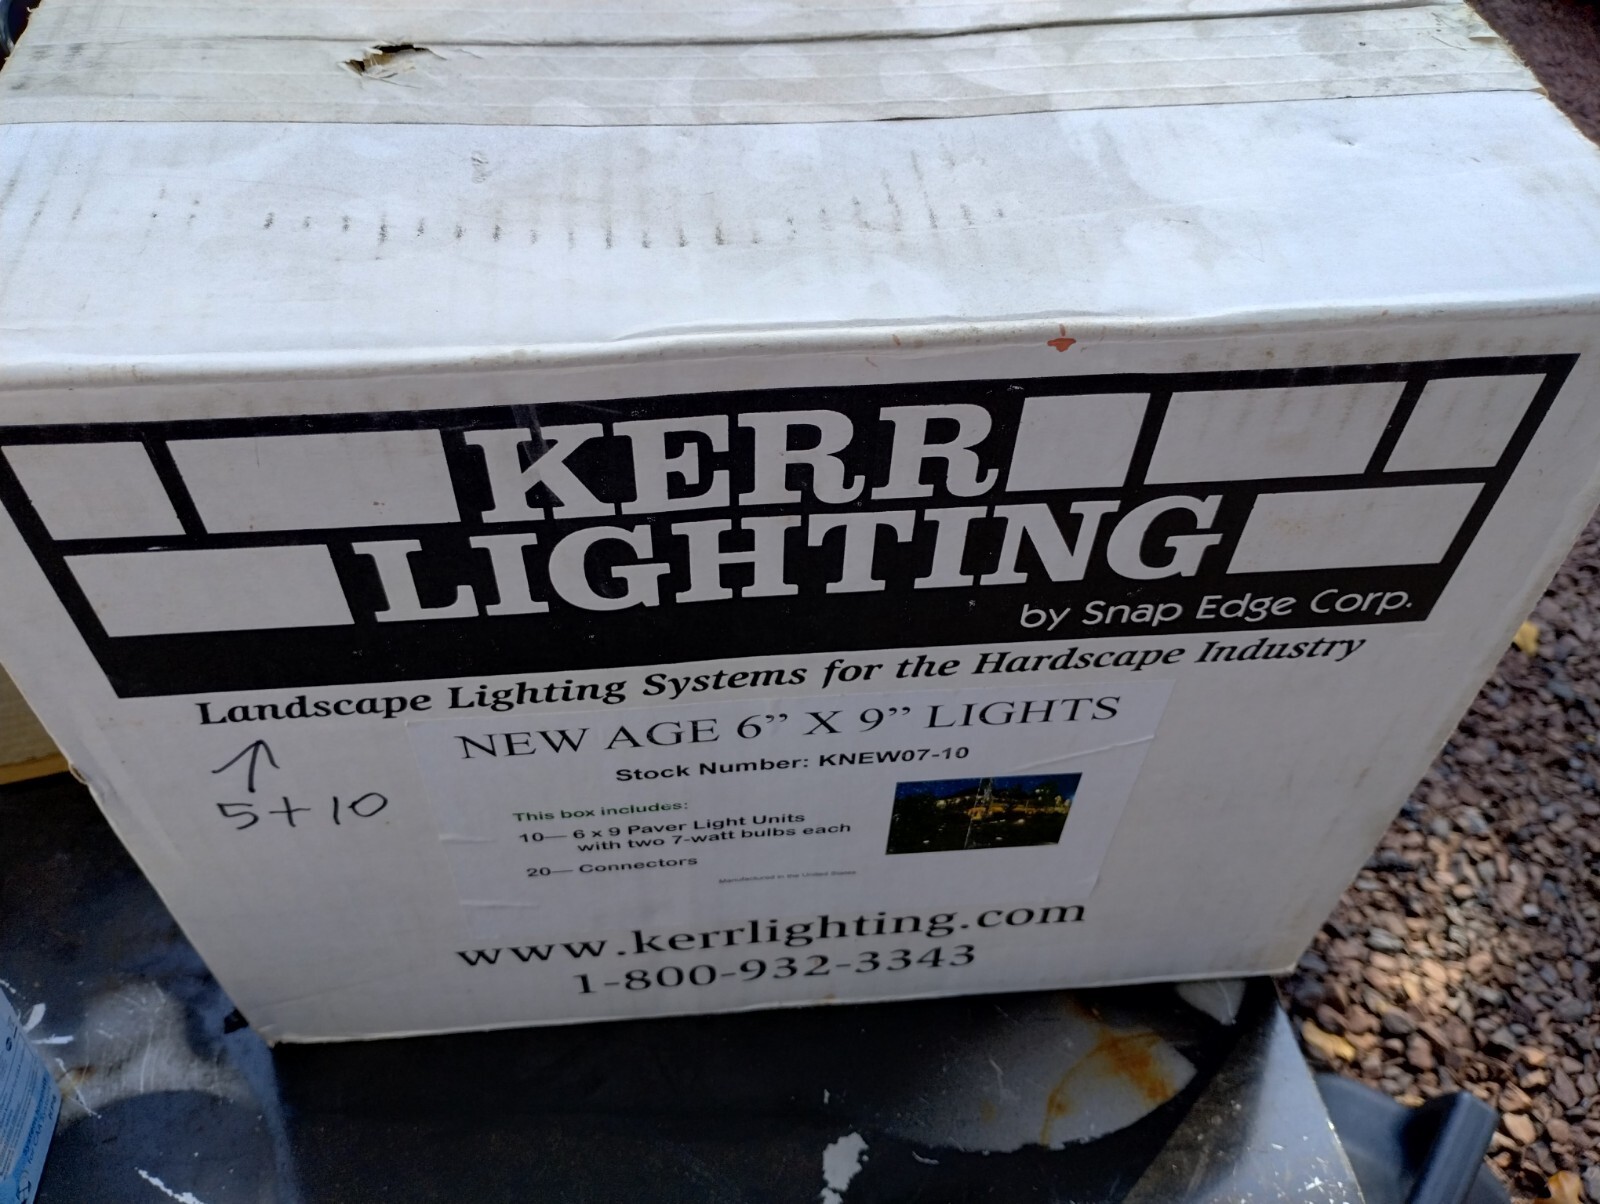 KERR
LIGHTING
by Snap Edge Corp.
Landscape Lighting Systems for the Hardscape Industry
5+10
NEW AGE 6” X 9” LIGHTS
Stock Number: KNEW07-10
This box includes:
10— 6 x 9 Paver Light Units
with two 7-watt bulbs each
20— Connectors
Manufactured in the United States
www.kerrlighting.com
1-800-932-3343